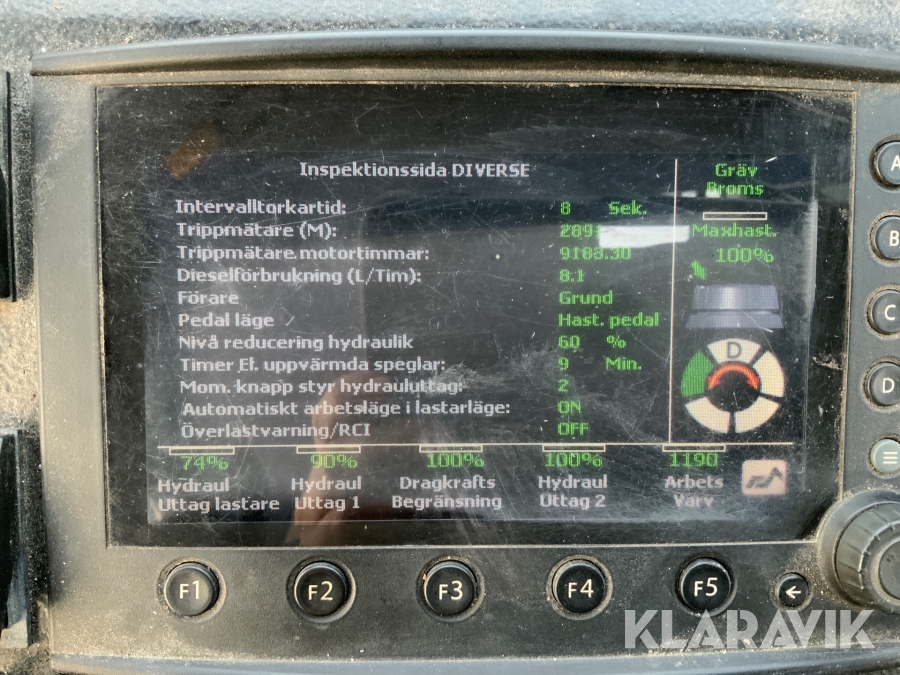 Inspektionssida DIVERSE
Intervalltorkartid: 8 Sek.
Trippmätare (M):
Trippmätare motortimmar: 9183.30
Dieselförbrukning (L/Tim): 8.1
Förare Grund
Pedal läge Hast. pedal
Nivå reducering hydraulik 60 %
Timer El. uppvärmda speglar: 9 Min.
Mom. knapp styr hydrauluttag: 2
Automatiskt arbetsläge i lastarläge: ON
Överlastvarning/RCI OFF
Gräv
Broms
Maxhast.
100%
D
74% 90% 100% 100% 1190
Hydraul Hydraul Dragkrafts Hydraul Arbets
Uttag lastare Uttag 1 Begränsning Uttag 2 Varv
A
B
C
D
F1 F2 F3 F4 F5
KLARAVIK